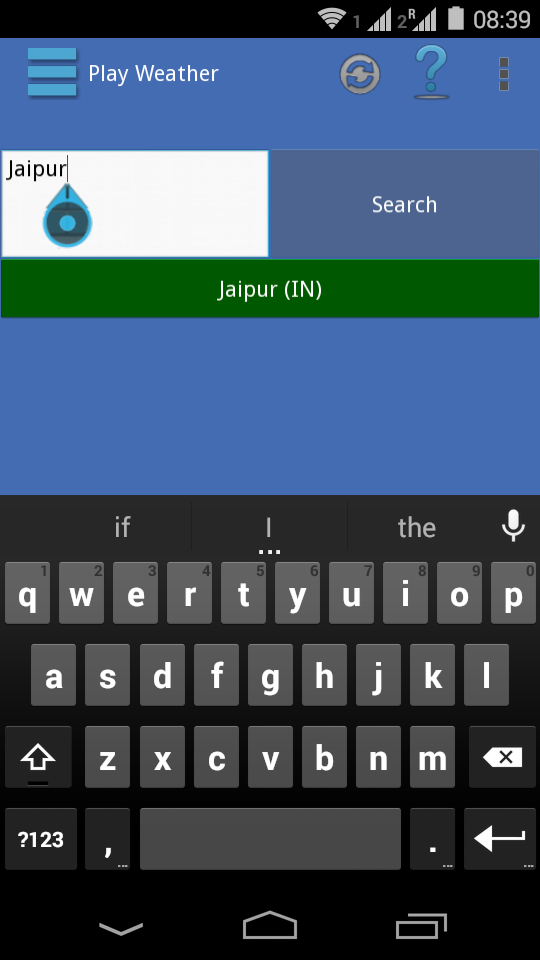 1 2 R 08:39
Play Weather ?
Jaipur
Search
Jaipur (IN)
if I the
1 2 3 4 5 6 7 8 9 0
q w e r t y u i o p
a s d f g h j k l
z x c v b n m
?123 , ... . ...